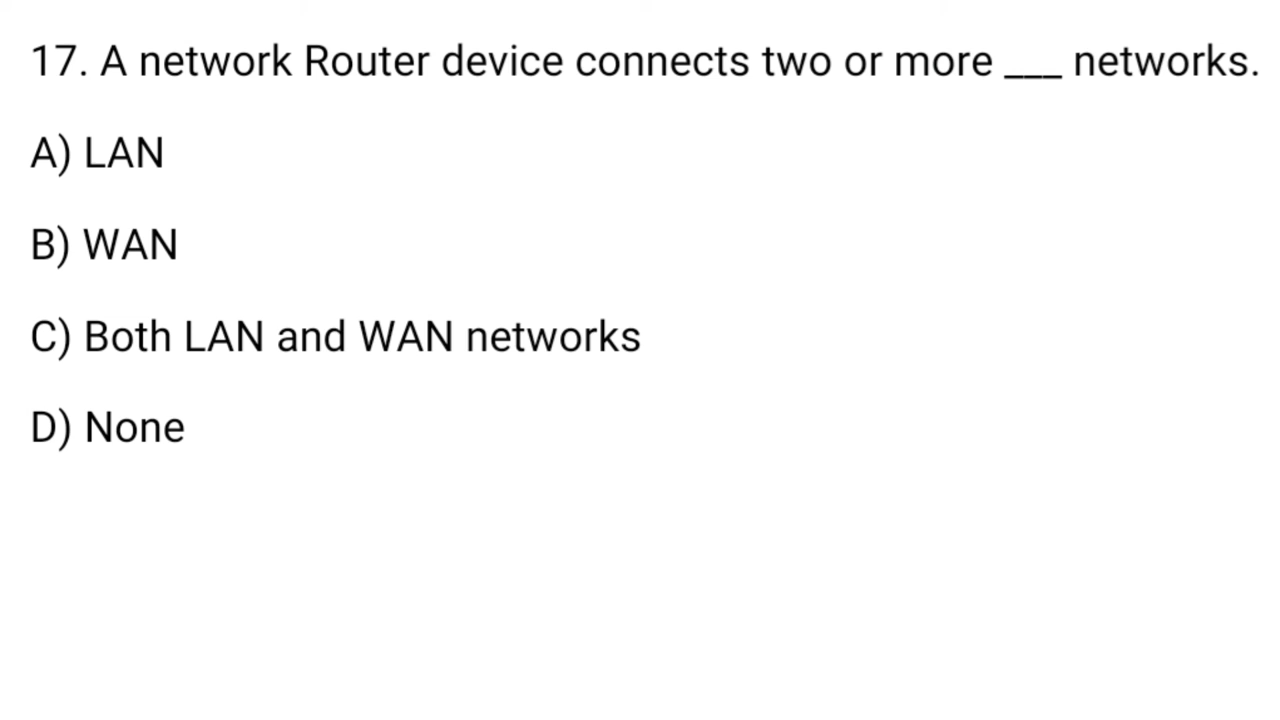 17. A network Router device connects two or more ___ networks.
A) LAN
B) WAN
C) Both LAN and WAN networks
D) None